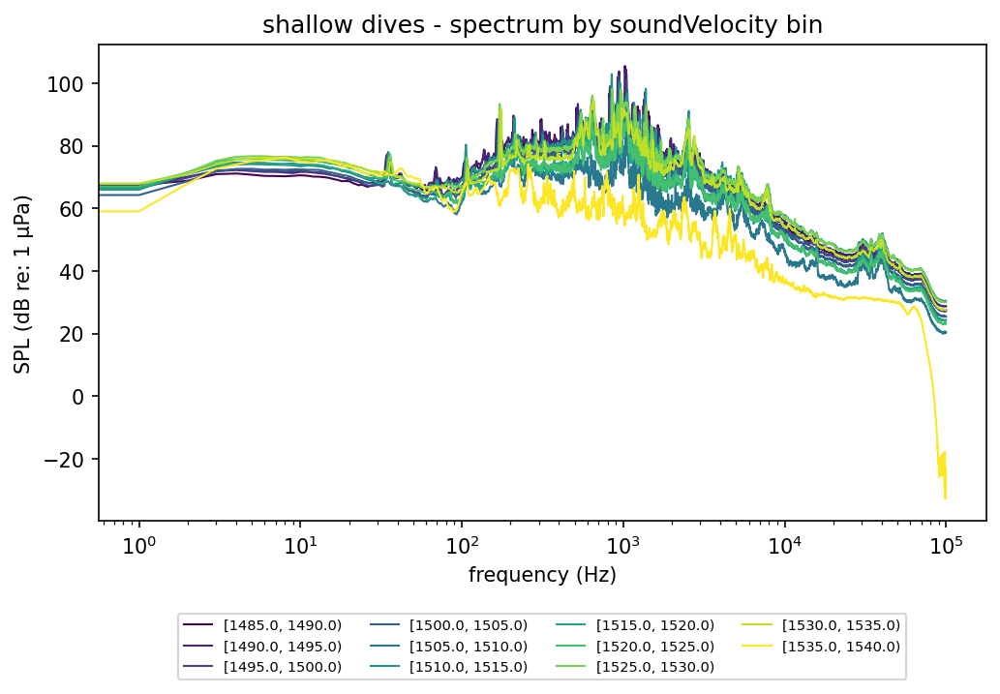 shallow dives - spectrum by soundVelocity bin
SPL (dB re: 1 μPa)
100
80
60
40
20
0
−20
10⁰ 10¹ 10² 10³ 10⁴ 10⁵
frequency (Hz)
[1485.0, 1490.0) [1500.0, 1505.0) [1515.0, 1520.0) [1530.0, 1535.0)
[1490.0, 1495.0) [1505.0, 1510.0) [1520.0, 1525.0) [1535.0, 1540.0)
[1495.0, 1500.0) [1510.0, 1515.0) [1525.0, 1530.0)